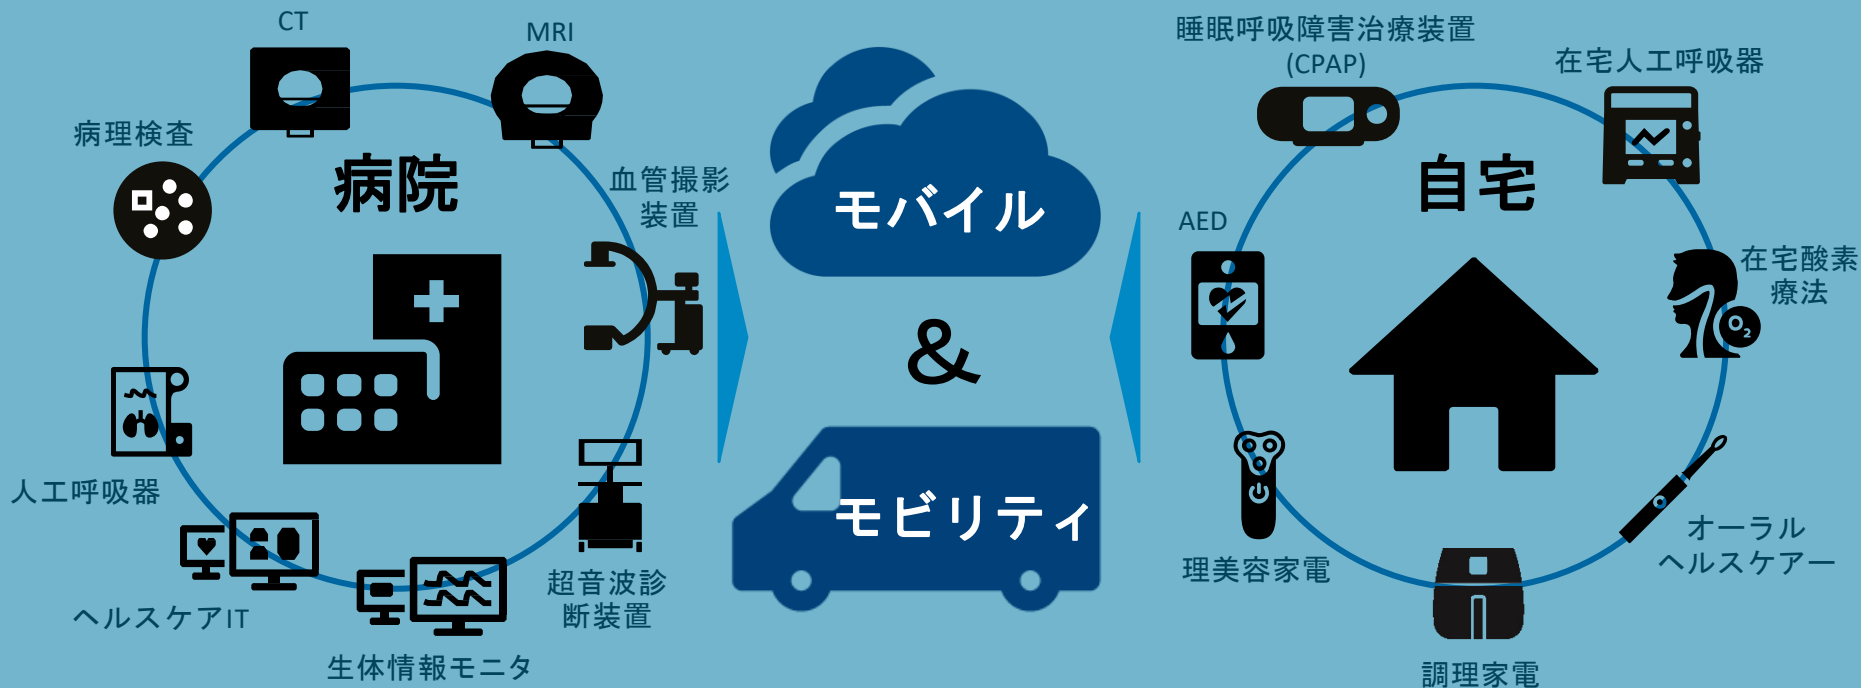 CT
MRI
病理検査
病院
血管撮影
装置
人工呼吸器
ヘルスケアIT
生体情報モニタ
超音波診
断装置
モバイル
&
モビリティ
睡眠呼吸障害治療装置
(CPAP)
在宅人工呼吸器
自宅
AED
在宅酸素
療法
O2
理美容家電
オーラル
ヘルスケアー
調理家電